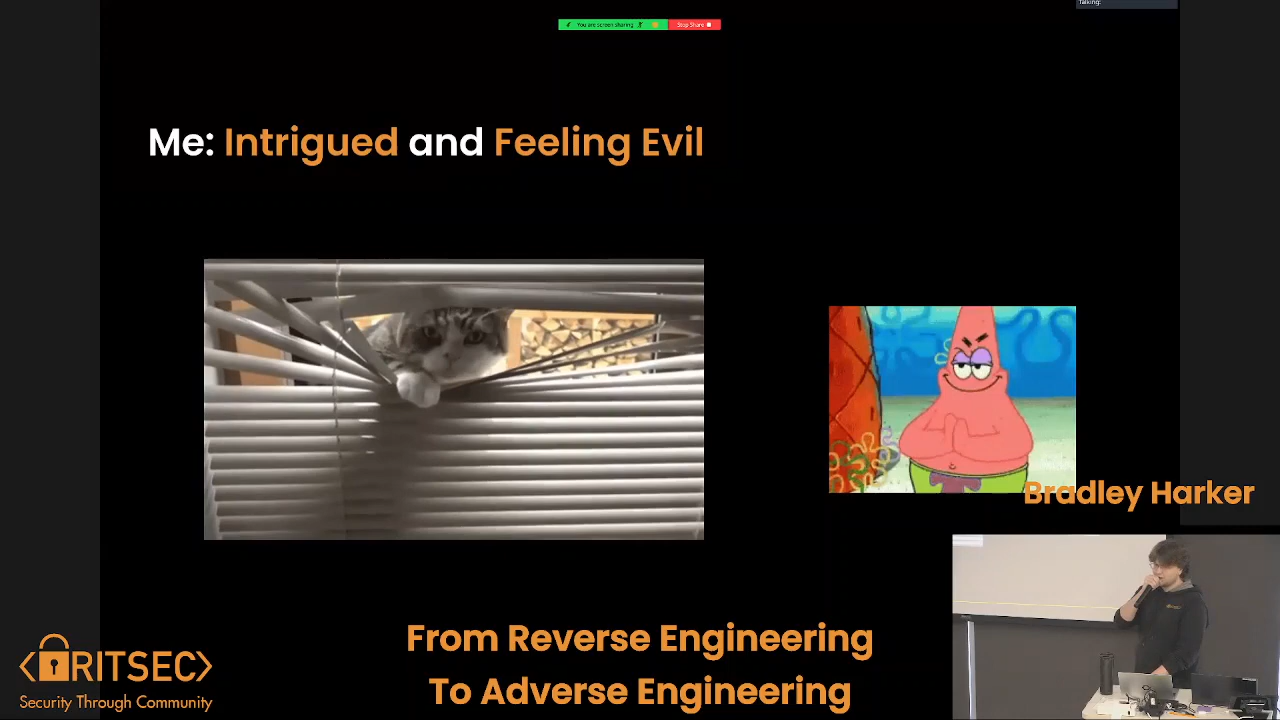 Talking:
You are screen sharing
Stop Share
Me: Intrigued and Feeling Evil
Bradley Harker
From Reverse Engineering
To Adverse Engineering
RITSEC
Security Through Community